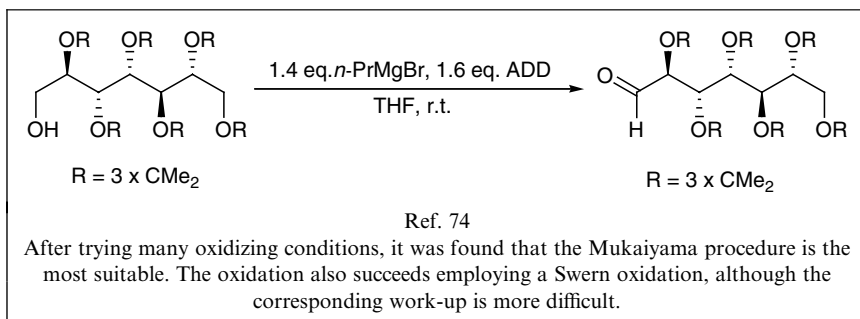 OR OR OR
OH OR OR OR
R = 3 x CMe₂
1.4 eq.n-PrMgBr, 1.6 eq. ADD
THF, r.t.
OR OR OR
O
H OR OR OR
R = 3 x CMe₂
Ref. 74
After trying many oxidizing conditions, it was found that the Mukaiyama procedure is the
most suitable. The oxidation also succeeds employing a Swern oxidation, although the
corresponding work-up is more difficult.